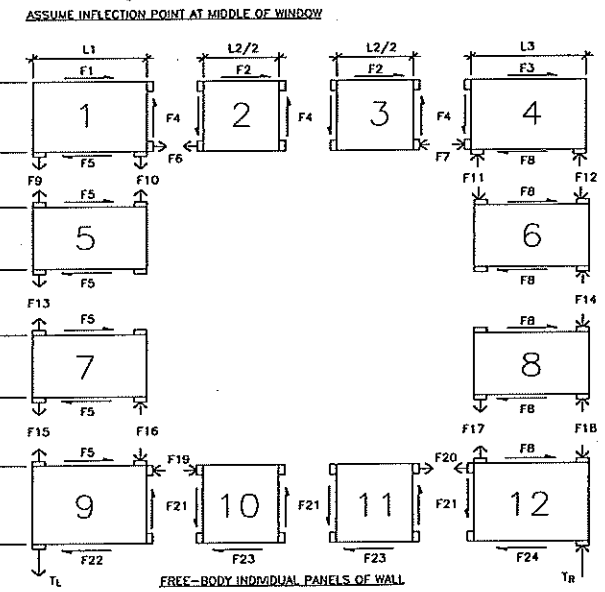 ASSUME INFLECTION POINT AT MIDDLE OF WINDOW
L1 L2/2 L2/2 L3
F1 F2 F2 F3
1 F4 2 F4 3 F4 4
F5 F6 F7 F8
F9 F10 F11 F12
F5 F8
5 6
F5 F8
F13 F14
F5 F8
7 8
F5 F8
F15 F16 F17 F18
F5 F19 F20 F8
9 10 F21 11 F21 12
F21
F22 F23 F23 F24
TL TR
FREE-BODY INDIVIDUAL PANELS OF WALL